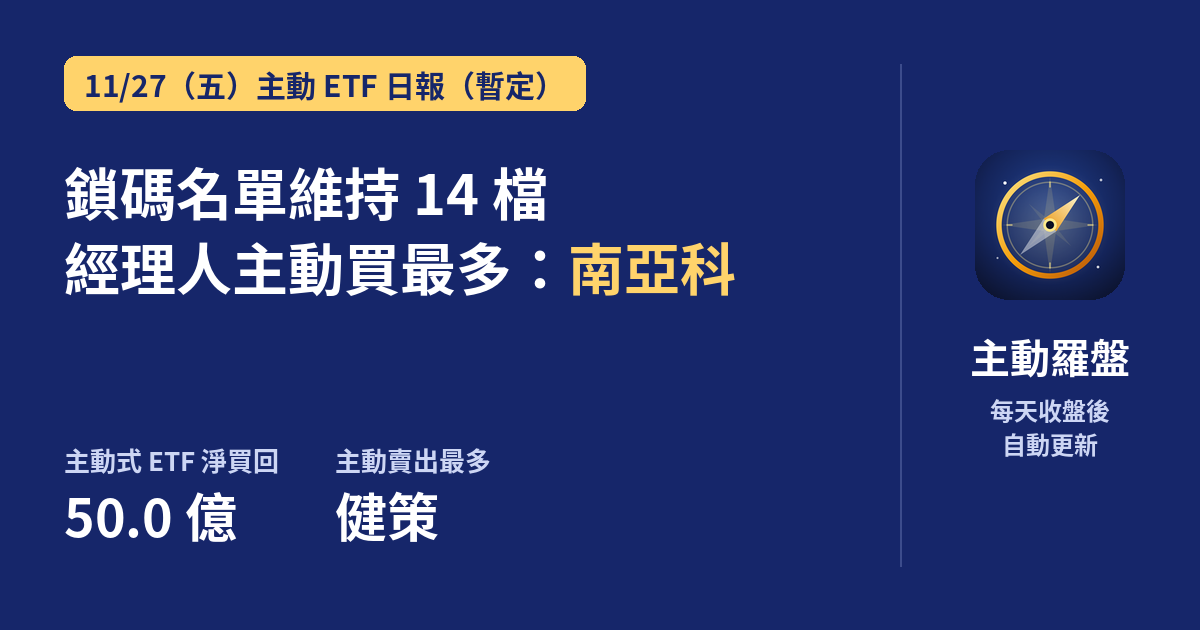 11/27（五）主動 ETF 日報（暫定）
鎖碼名單維持 14 檔
經理人主動買最多：南亞科
主動式 ETF 淨買回
50.0 億
主動賣出最多
健策
主動羅盤
每天收盤後
自動更新